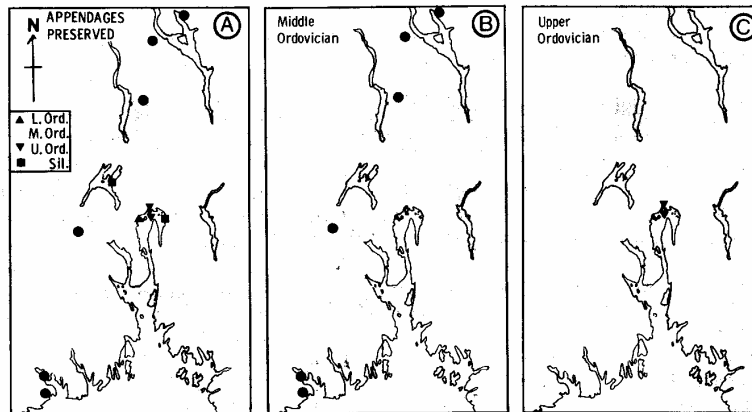 N
APPENDAGES
PRESERVED
A
▲ L. Ord.
M. Ord.
▼ U. Ord.
■ Sil.
Middle
Ordovician
B
Upper
Ordovician
C